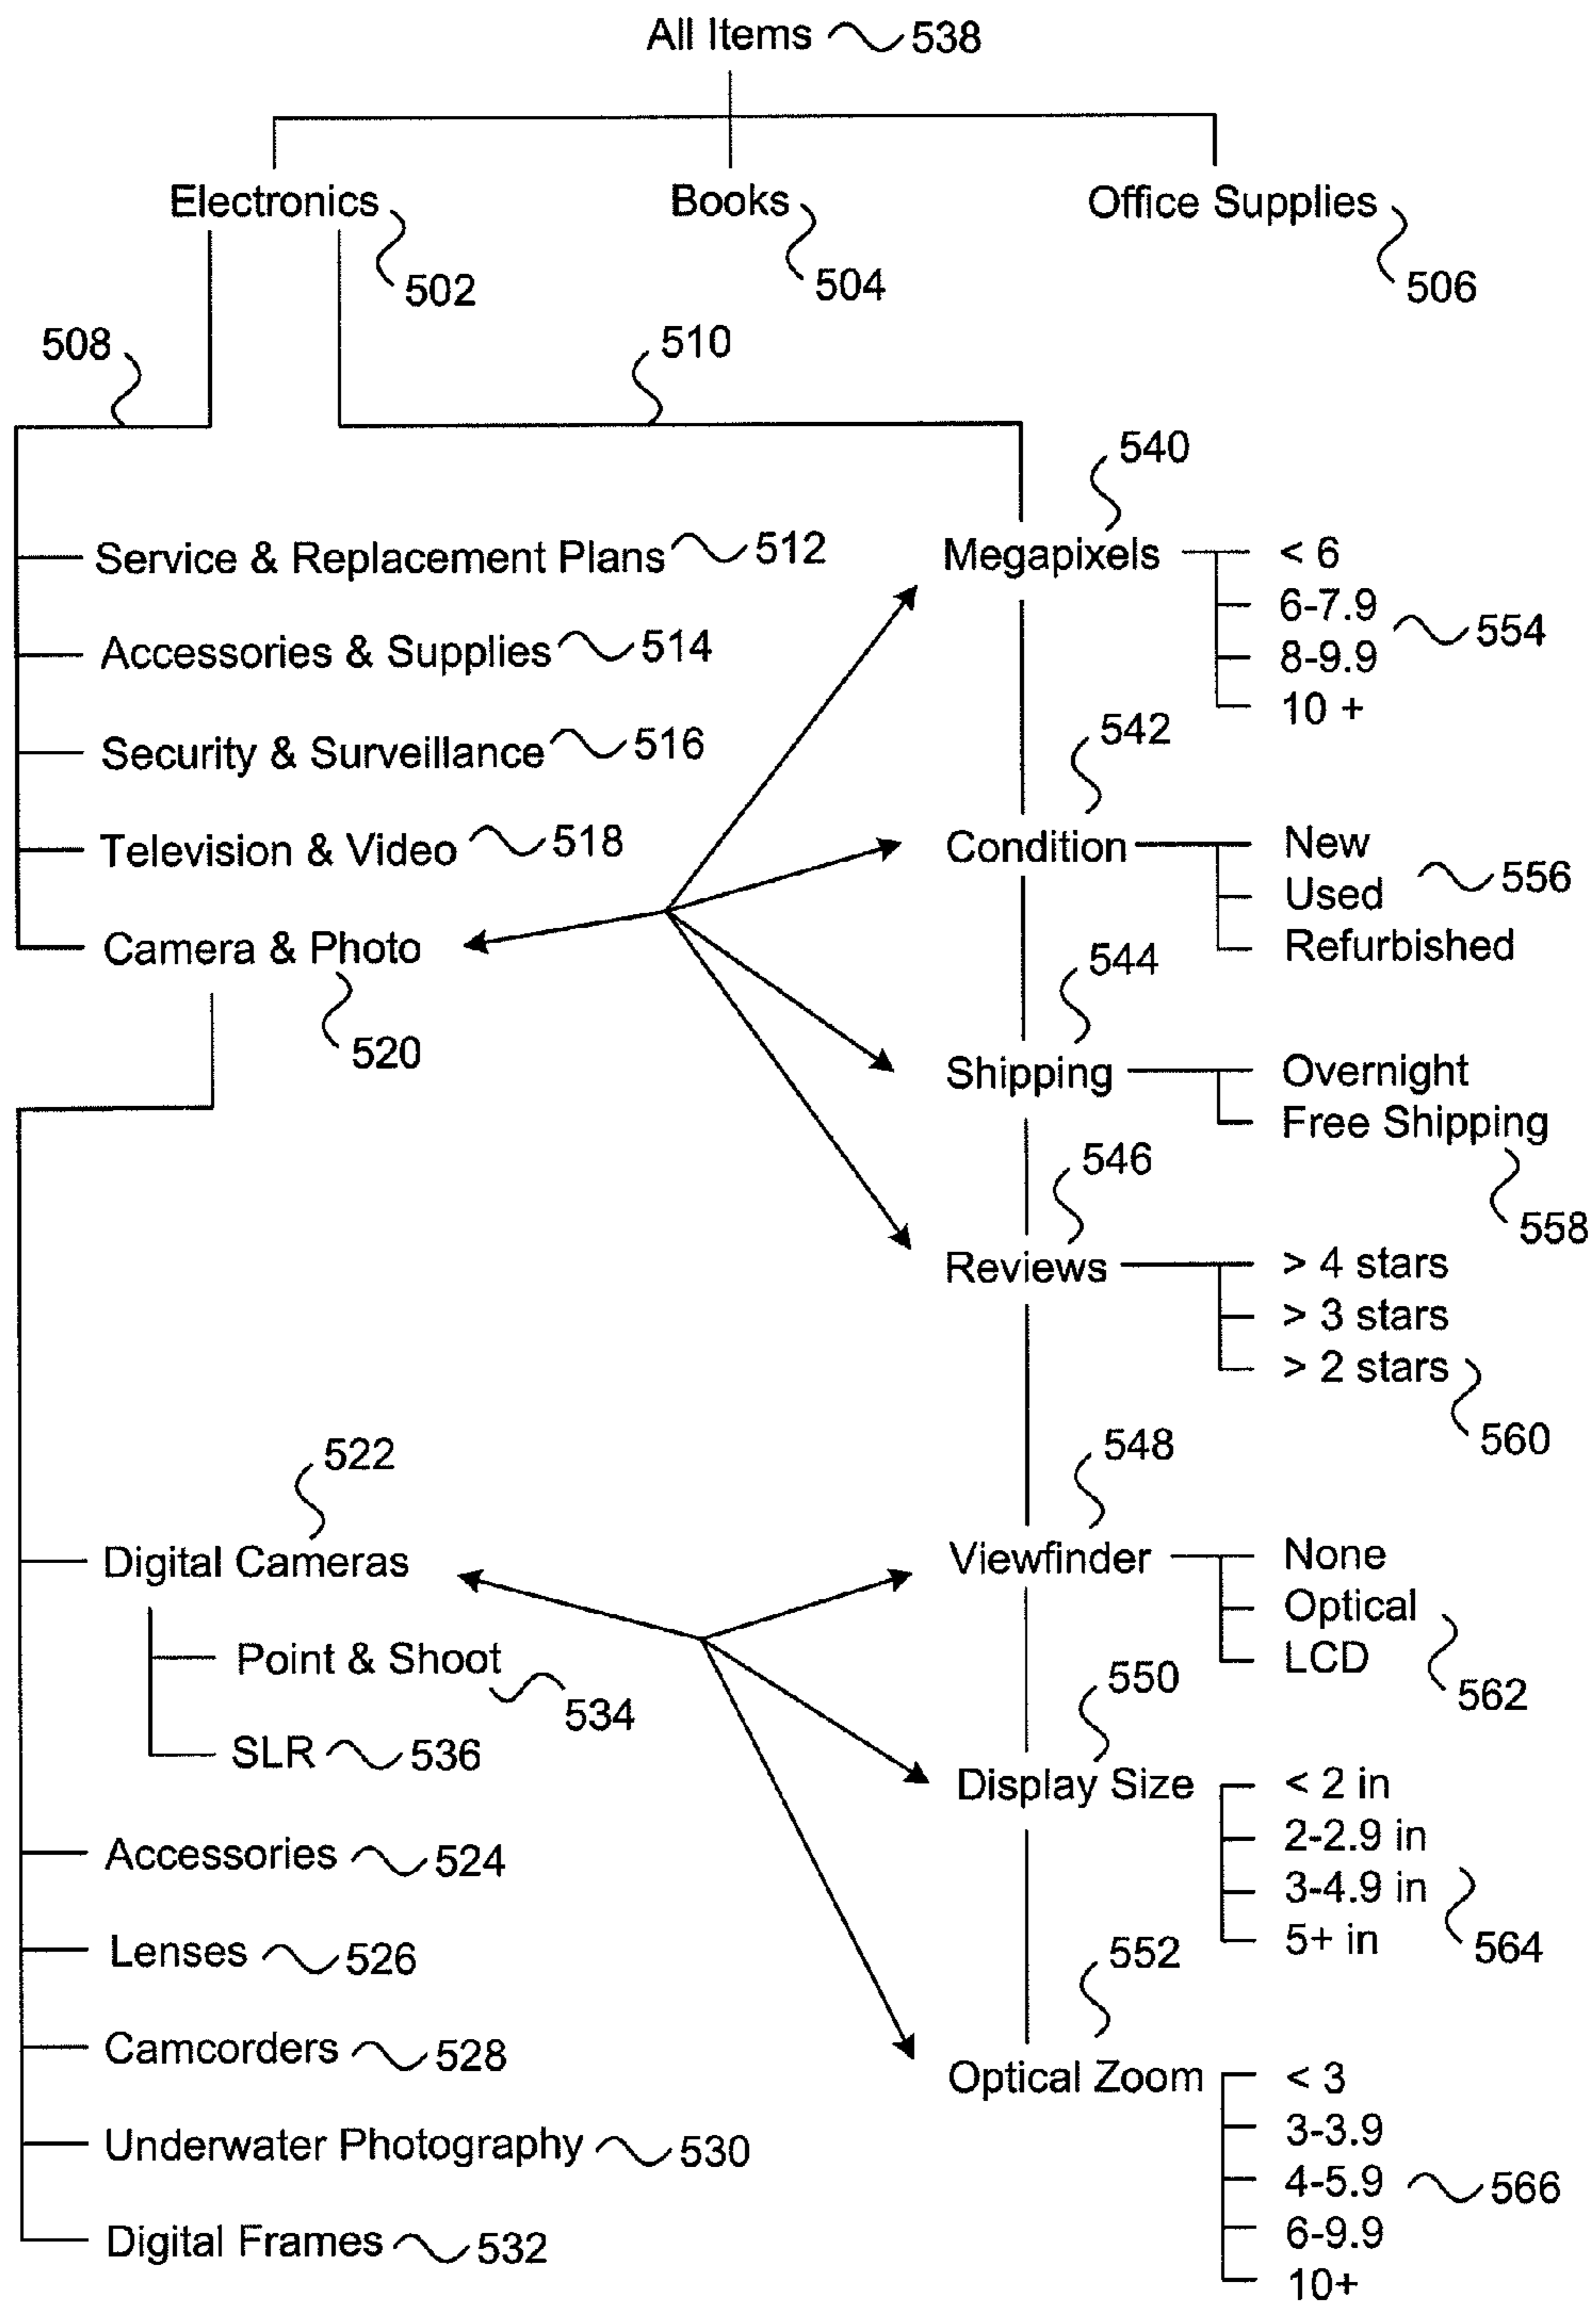 All Items 538
Electronics
Books
Office Supplies
502
504
506
508
510
540
Service & Replacement Plans 512
Megapixels
< 6
6-7.9
8-9.9
10 +
554
Accessories & Supplies 514
Security & Surveillance 516
542
Television & Video 518
Condition
New
Used
Refurbished
556
Camera & Photo
520
544
Shipping
Overnight
Free Shipping
558
546
Reviews
> 4 stars
> 3 stars
> 2 stars
560
522
548
Digital Cameras
Viewfinder
None
Optical
LCD
562
Point & Shoot
534
SLR 536
550
Display Size
< 2 in
2-2.9 in
3-4.9 in
5+ in
564
Accessories 524
Lenses 526
552
Camcorders 528
Optical Zoom
< 3
3-3.9
4-5.9
6-9.9
10+
566
Underwater Photography 530
Digital Frames 532